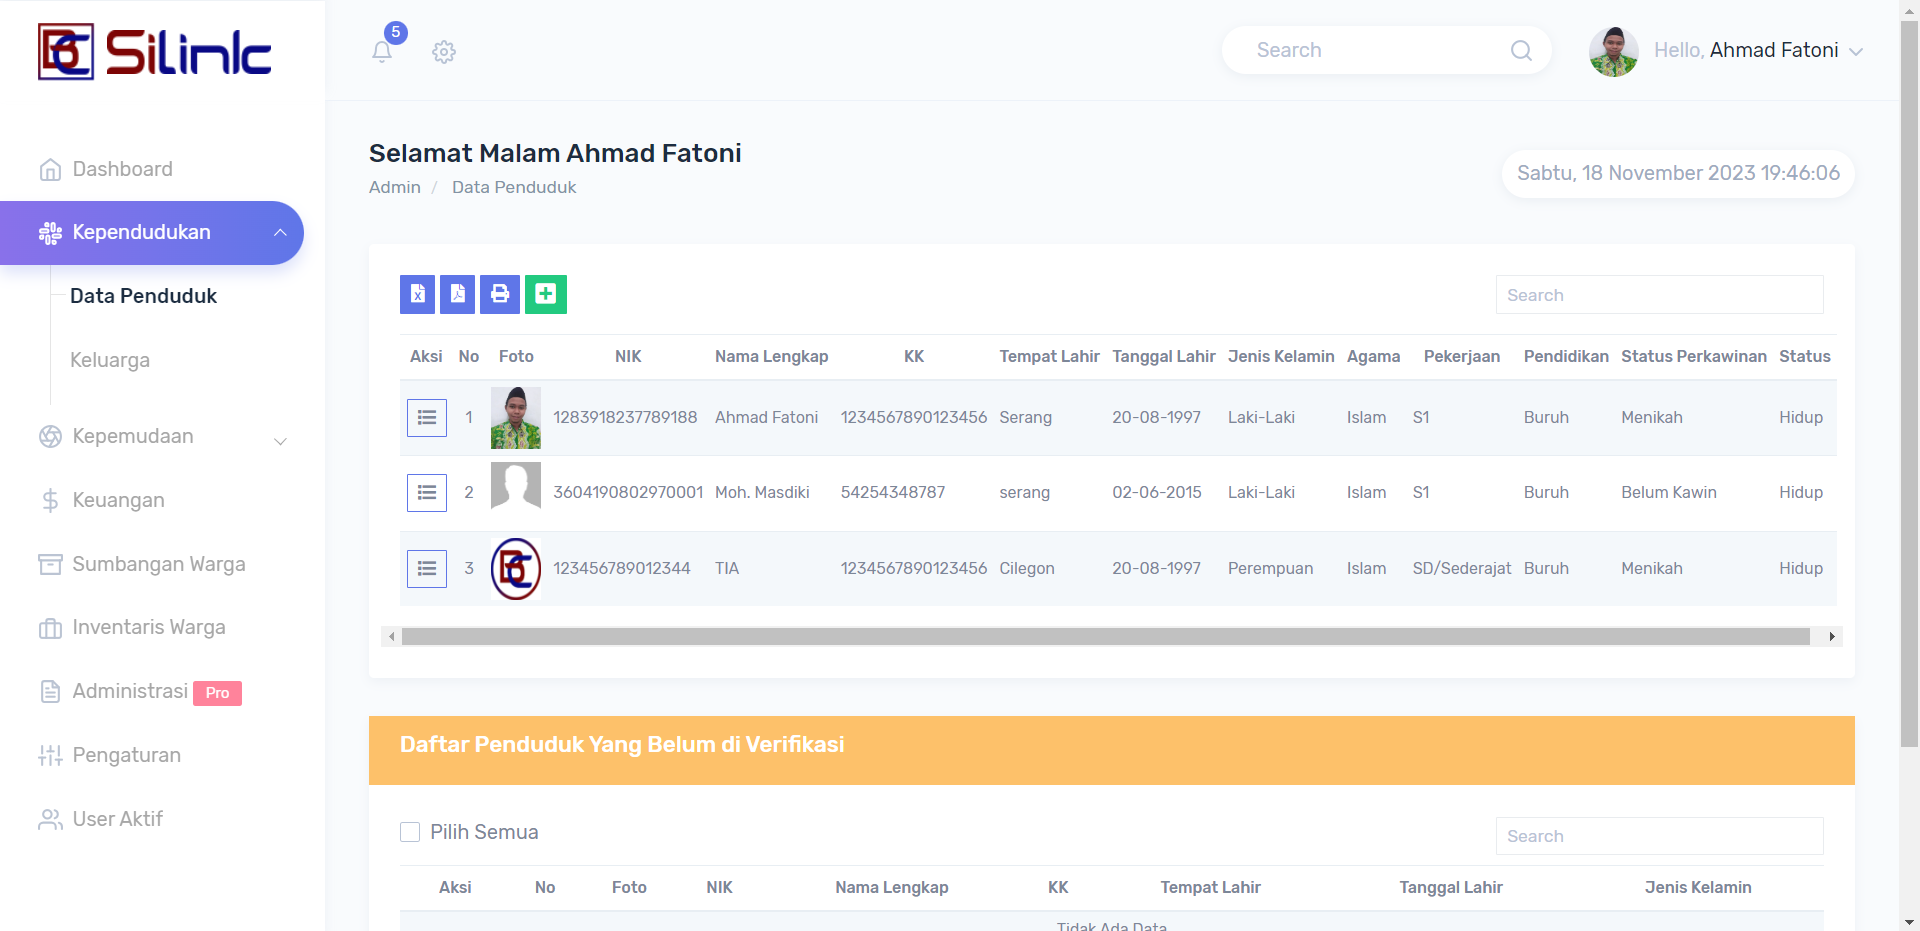 BC SiLinK
5
Search
Hello, Ahmad Fatoni
Dashboard
Kependudukan
Data Penduduk
Keluarga
Kepemudaan
Keuangan
Sumbangan Warga
Inventaris Warga
Administrasi Pro
Pengaturan
User Aktif
Selamat Malam Ahmad Fatoni
Admin / Data Penduduk
Sabtu, 18 November 2023 19:46:06
Search
Aksi No Foto NIK Nama Lengkap KK Tempat Lahir Tanggal Lahir Jenis Kelamin Agama Pekerjaan Pendidikan Status Perkawinan Status
1 1283918237789188 Ahmad Fatoni 1234567890123456 Serang 20-08-1997 Laki-Laki Islam S1 Buruh Menikah Hidup
2 3604190802970001 Moh. Masdiki 54254348787 serang 02-06-2015 Laki-Laki Islam S1 Buruh Belum Kawin Hidup
3 BC 123456789012344 TIA 1234567890123456 Cilegon 20-08-1997 Perempuan Islam SD/Sederajat Buruh Menikah Hidup
Daftar Penduduk Yang Belum di Verifikasi
Pilih Semua
Search
Aksi No Foto NIK Nama Lengkap KK Tempat Lahir Tanggal Lahir Jenis Kelamin
Tidak Ada Data